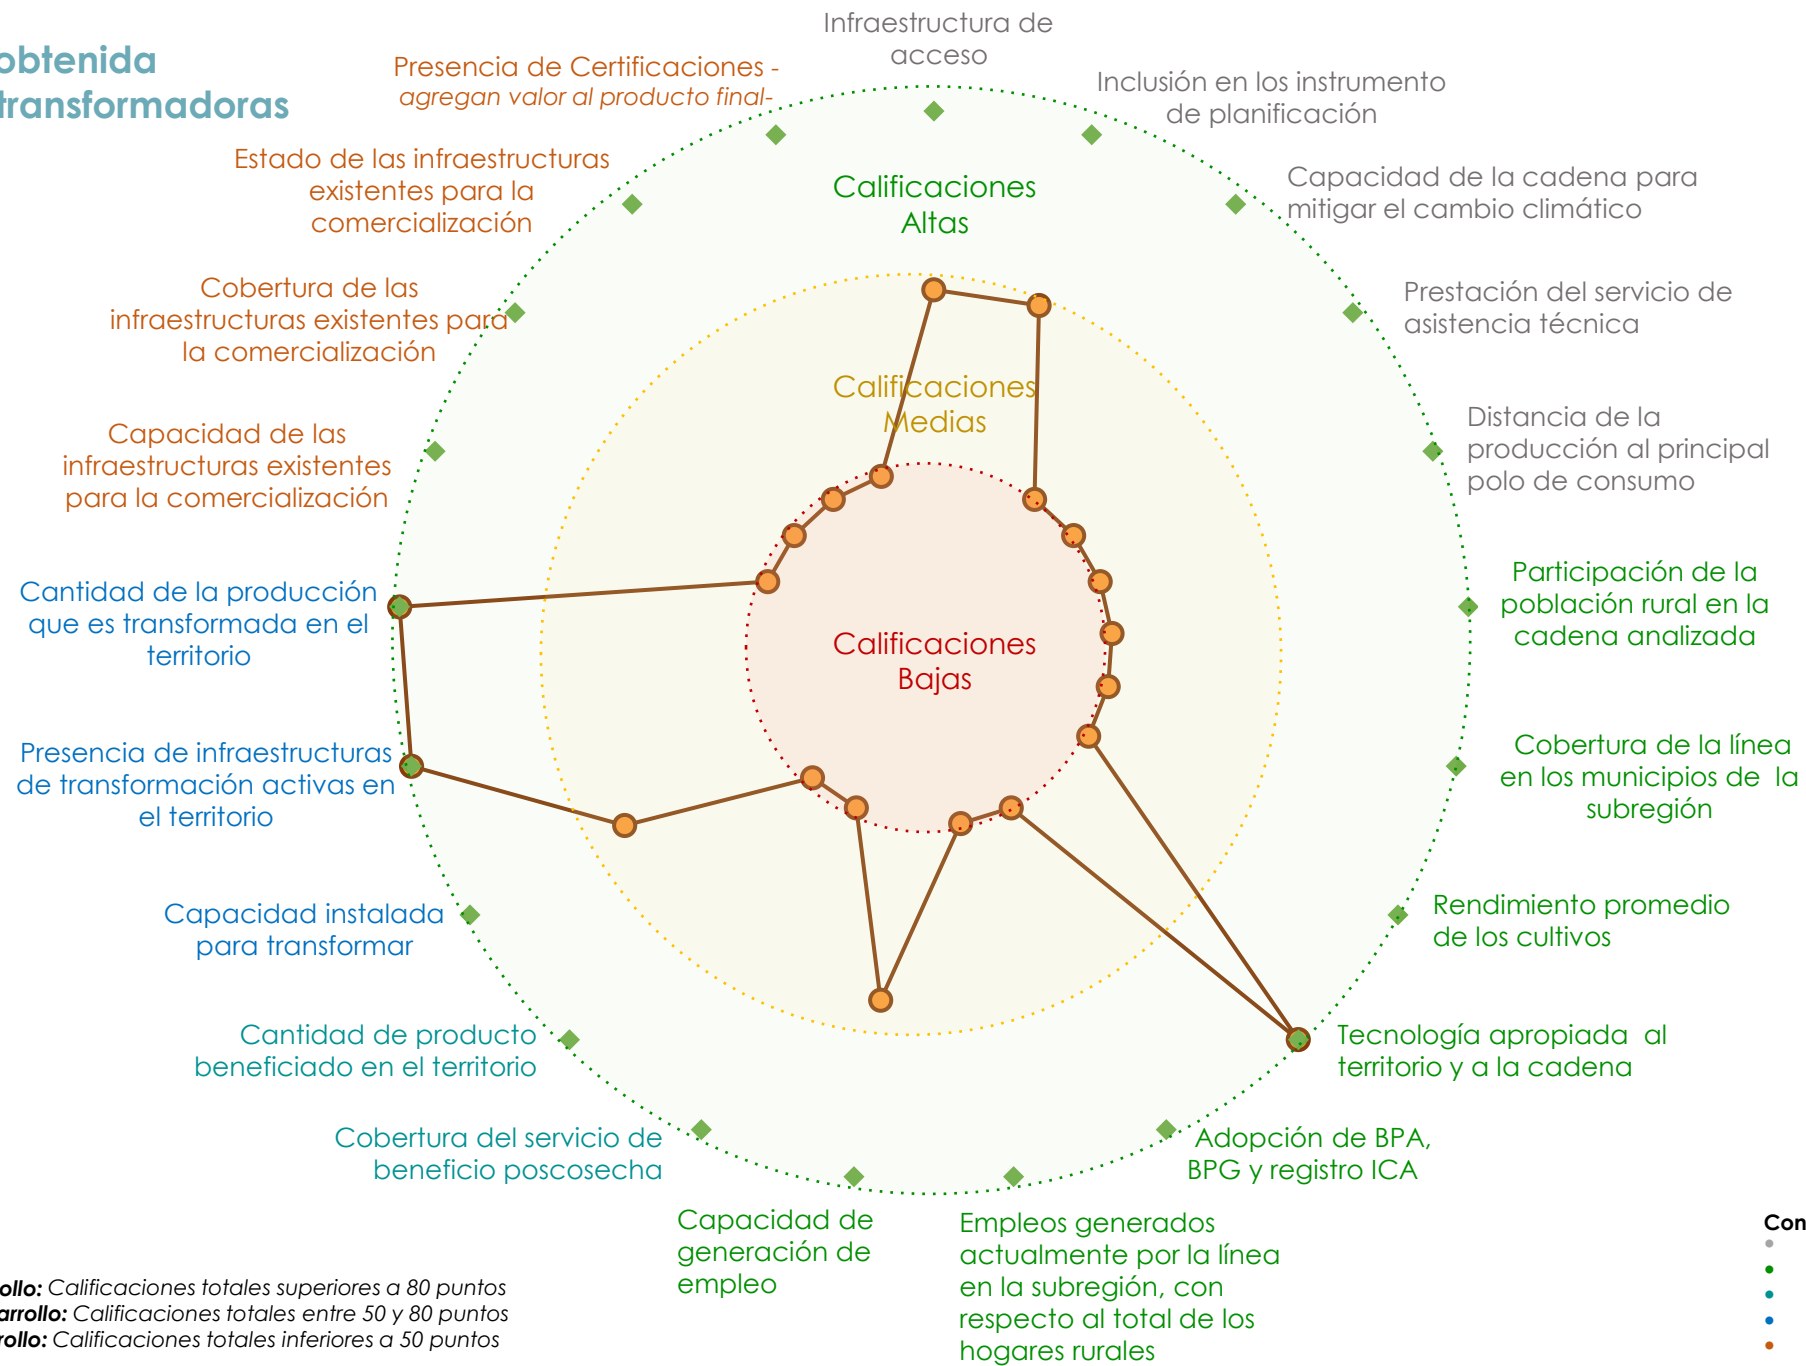 obtenida
transformadoras
Infraestructura de
acceso
Inclusión en los instrumento
de planificación
Capacidad de la cadena para
mitigar el cambio climático
Prestación del servicio de
asistencia técnica
Distancia de la
producción al principal
polo de consumo
Participación de la
población rural en la
cadena analizada
Cobertura de la línea
en los municipios de la
subregión
Rendimiento promedio
de los cultivos
Tecnología apropiada al
territorio y a la cadena
Adopción de BPA,
BPG y registro ICA
Empleos generados
actualmente por la línea
en la subregión, con
respecto al total de los
hogares rurales
Capacidad de
generación de
empleo
Cobertura del servicio de
beneficio poscosecha
Cantidad de producto
beneficiado en el territorio
Capacidad instalada
para transformar
Presencia de infraestructuras
de transformación activas en
el territorio
Cantidad de la producción
que es transformada en el
territorio
Capacidad de las
infraestructuras existentes
para la comercialización
Cobertura de las
infraestructuras existentes para
la comercialización
Estado de las infraestructuras
existentes para la
comercialización
Presencia de Certificaciones -
agregan valor al producto final-
Calificaciones
Altas
Calificaciones
Medias
Calificaciones
Bajas
ollo: Calificaciones totales superiores a 80 puntos
arrollo: Calificaciones totales entre 50 y 80 puntos
rollo: Calificaciones totales inferiores a 50 puntos
Con